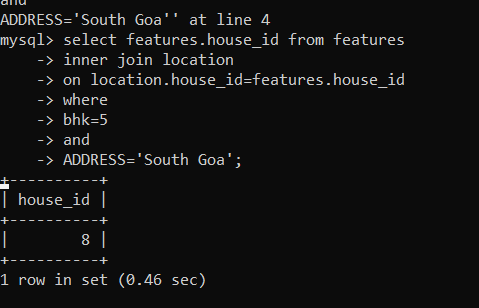 and
ADDRESS='South Goa'' at line 4
mysql> select features.house_id from features
    -> inner join location
    -> on location.house_id=features.house_id
    -> where
    -> bhk=5
    -> and
    -> ADDRESS='South Goa';
+----------+
| house_id |
+----------+
|        8 |
+----------+
1 row in set (0.46 sec)